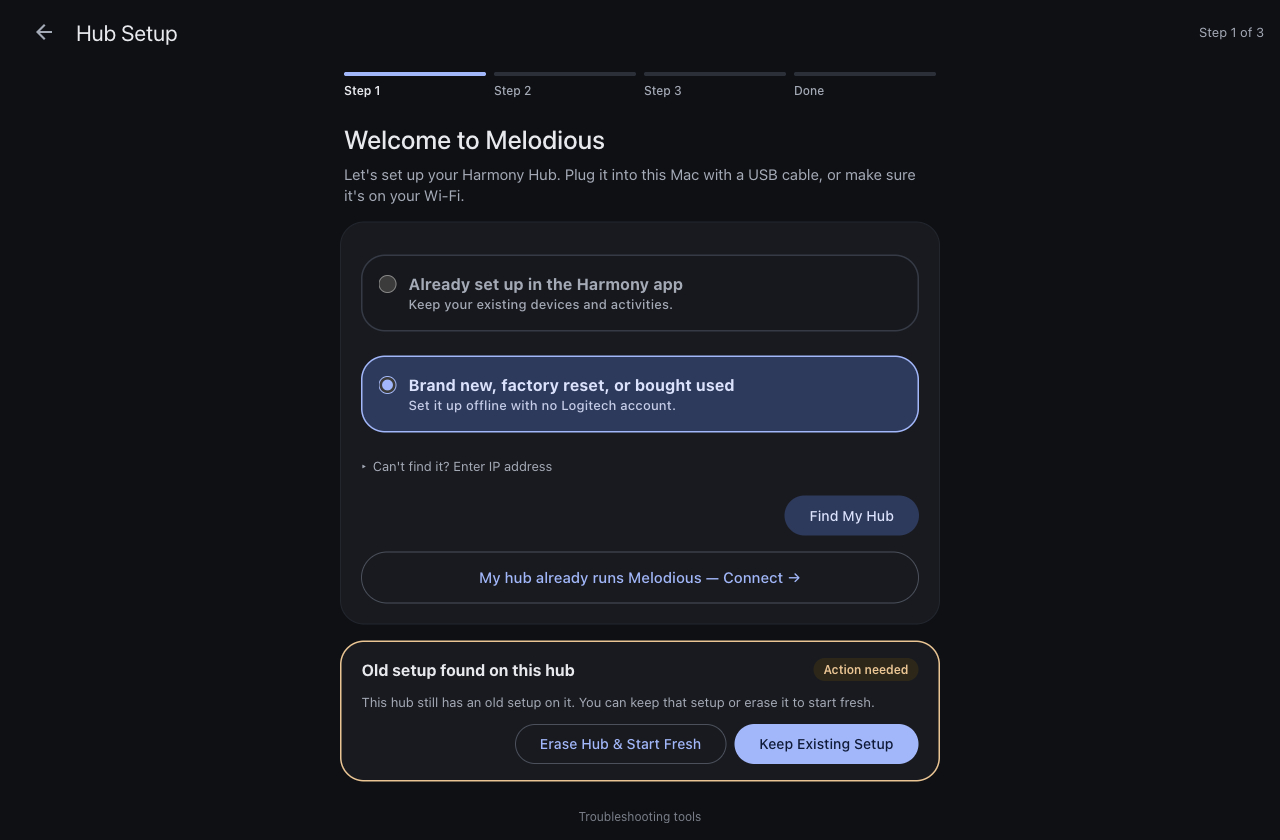 Hub Setup
Step 1 of 3
Step 1
Step 2
Step 3
Done
Welcome to Melodious
Let's set up your Harmony Hub. Plug it into this Mac with a USB cable, or make sure
it's on your Wi-Fi.
Already set up in the Harmony app
Keep your existing devices and activities.
Brand new, factory reset, or bought used
Set it up offline with no Logitech account.
Can't find it? Enter IP address
Find My Hub
My hub already runs Melodious — Connect →
Old setup found on this hub
Action needed
This hub still has an old setup on it. You can keep that setup or erase it to start fresh.
Erase Hub & Start Fresh
Keep Existing Setup
Troubleshooting tools